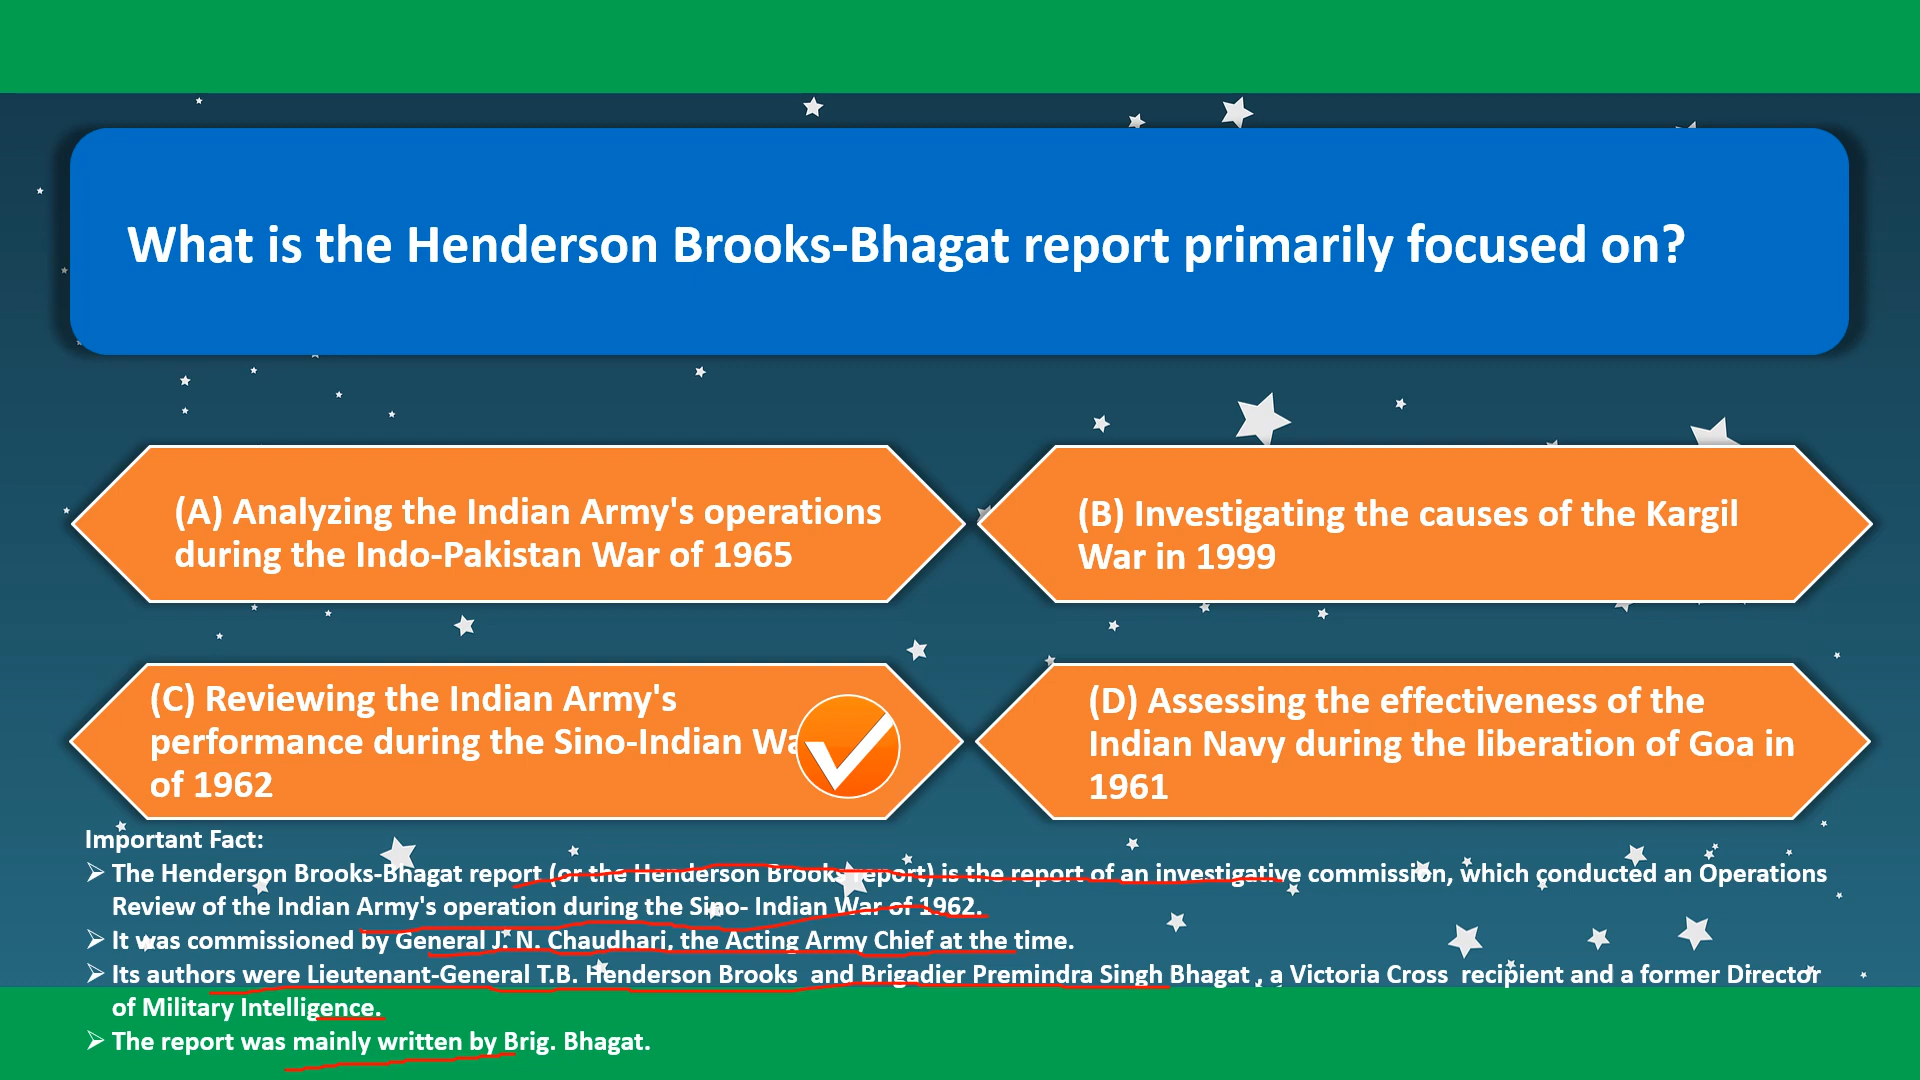 What is the Henderson Brooks-Bhagat report primarily focused on?
(A) Analyzing the Indian Army's operations
during the Indo-Pakistan War of 1965
(B) Investigating the causes of the Kargil
War in 1999
(C) Reviewing the Indian Army's
performance during the Sino-Indian Wa
of 1962
(D) Assessing the effectiveness of the
Indian Navy during the liberation of Goa in
1961
Important Fact:
➢ The Henderson Brooks-Bhagat report (or the Henderson Brooks report) is the report of an investigative commission, which conducted an Operations
Review of the Indian Army's operation during the Sino- Indian War of 1962.
➢ It was commissioned by General J. N. Chaudhari, the Acting Army Chief at the time.
➢ Its authors were Lieutenant-General T.B. Henderson Brooks and Brigadier Premindra Singh Bhagat , a Victoria Cross recipient and a former Director
of Military Intelligence.
➢ The report was mainly written by Brig. Bhagat.